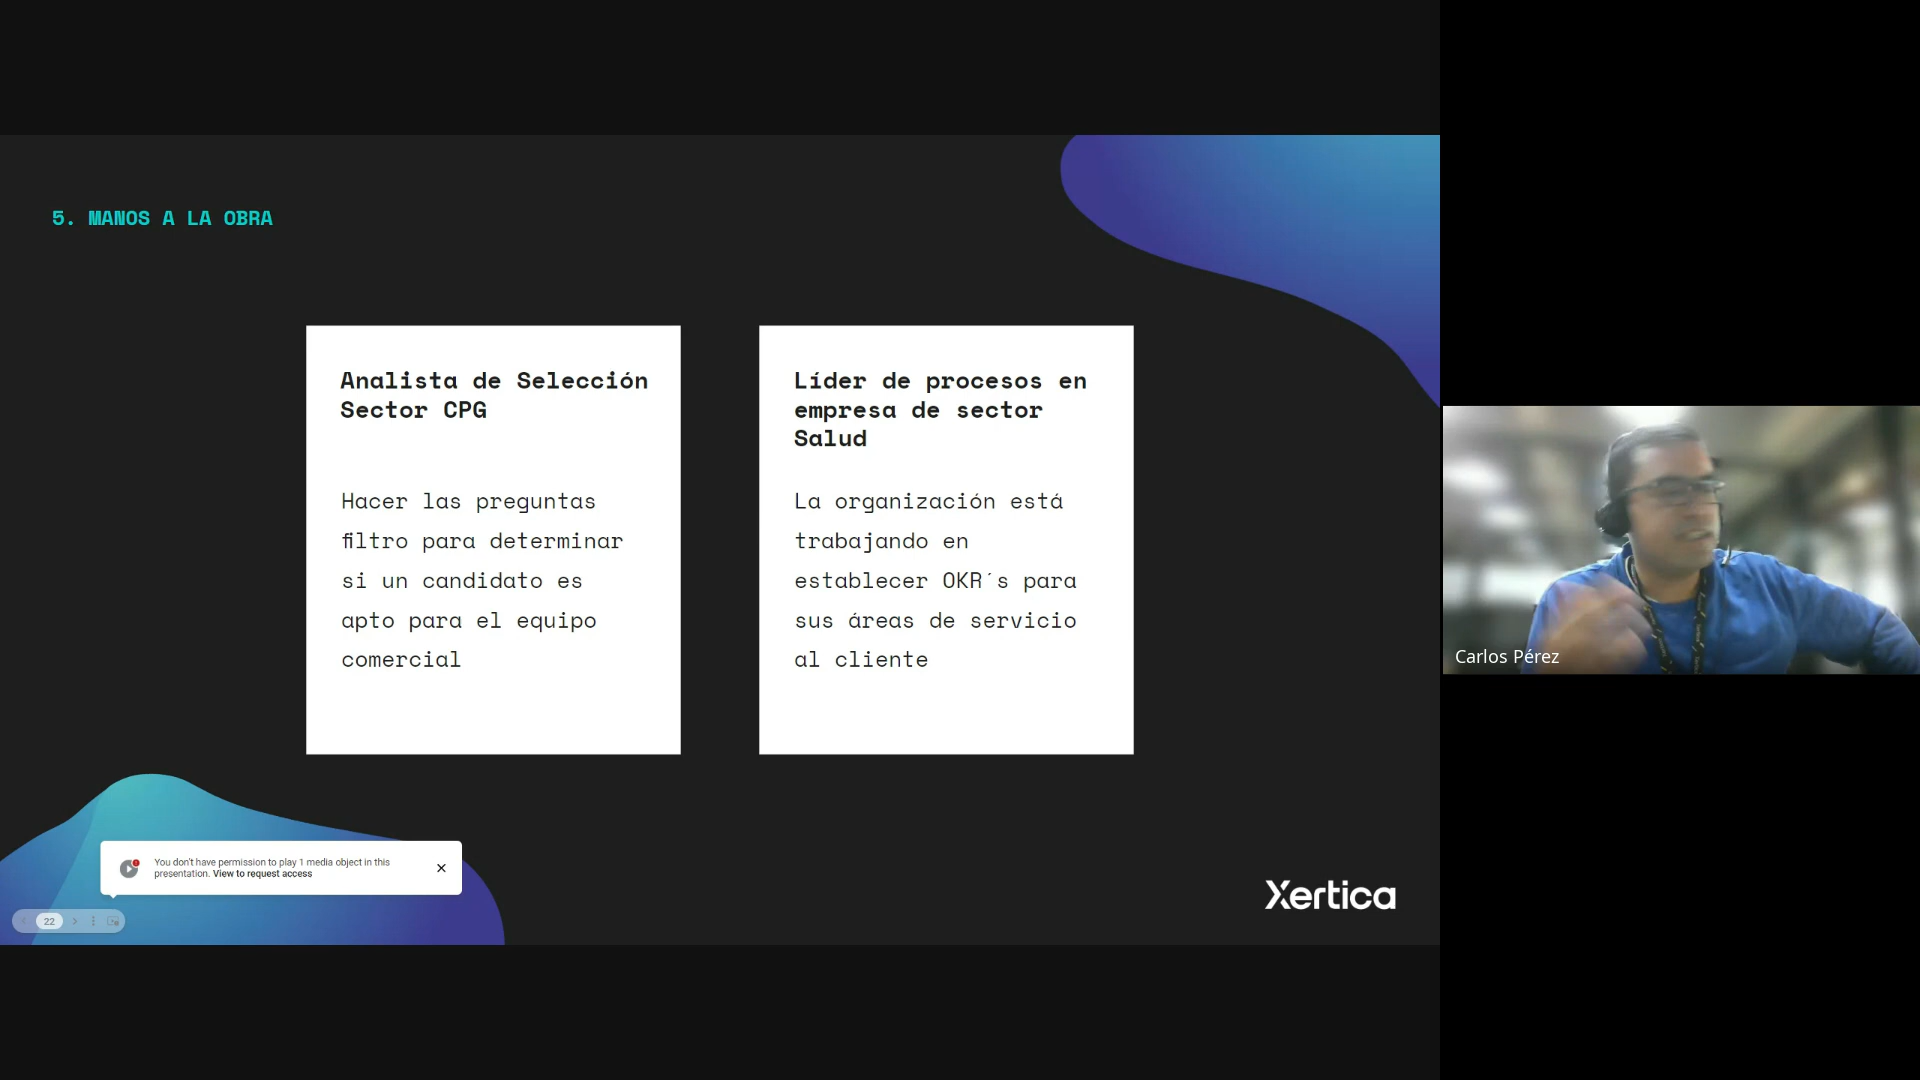 5. MANOS A LA OBRA
Analista de Selección
Sector CPG
Hacer las preguntas
filtro para determinar
si un candidato es
apto para el equipo
comercial
Líder de procesos en
empresa de sector
Salud
La organización está
trabajando en
establecer OKR´s para
sus áreas de servicio
al cliente
Carlos Pérez
You don't have permission to play 1 media object in this
presentation. View to request access
22
Xertica